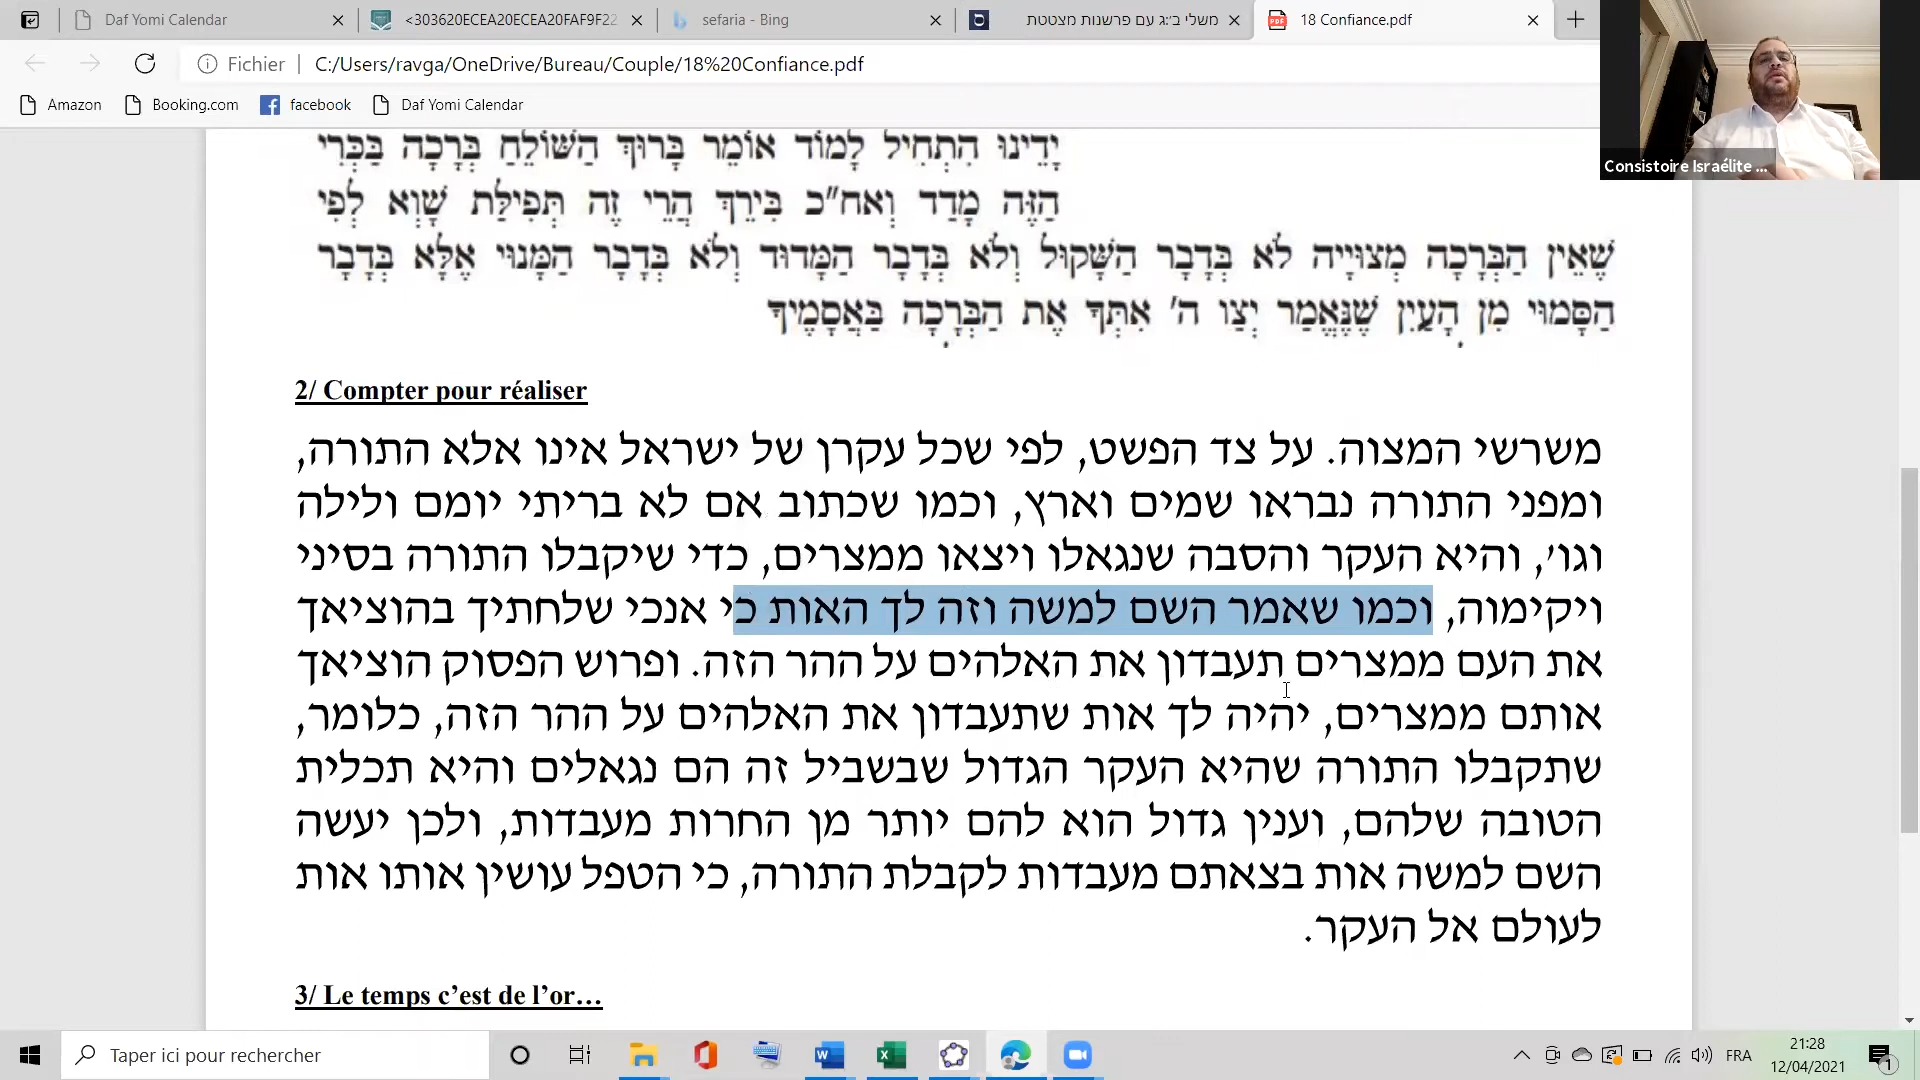 Daf Yomi Calendar
<303620ECEA20ECEA20FAF9F22
sefaria - Bing
משלי ב׳:ג עם פרשנות מצטטת
18 Confiance.pdf
Fichier
C:/Users/ravga/OneDrive/Bureau/Couple/18%20Confiance.pdf
Amazon
Booking.com
facebook
Daf Yomi Calendar
Consistoire Israélite ...
יָדֵינוּ הִתְחִיל לָמוֹד אוֹמֵר בָּרוּךְ הַשּׁוֹלֵחַ בְּרָכָה בַּכְּרִי
הַזֶּה מָדַד וְאח״כ בֵּירֵךְ הֲרֵי זֶה תְּפִילַּת שָׁוְא לְפִי
שֶׁאֵין הַבְּרָכָה מְצוּיָיה לֹא בְּדָבָר הַשָּׁקוּל וְלֹא בְּדָבָר הַמָּדוּד וְלֹא בְּדָבָר הַמָּנוּי אֶלָּא בְּדָבָר
הַסָּמוּי מִן הָעַיִן שֶׁנֶּאֱמַר יְצַו ה׳ אִתְּךָ אֶת הַבְּרָכָה בַּאֲסָמֶיךָ
2/ Compter pour réaliser
משרשי המצוה. על צד הפשט, לפי שכל עקרן של ישראל אינו אלא התורה,
ומפני התורה נבראו שמים וארץ, וכמו שכתוב אם לא בריתי יומם ולילה
וגו׳, והיא העקר והסבה שנגאלו ויצאו ממצרים, כדי שיקבלו התורה בסיני
ויקימוה, וכמו שאמר השם למשה וזה לך האות כי אנכי שלחתיך בהוציאך
את העם ממצרים תעבדון את האלהים על ההר הזה. ופרוש הפסוק הוציאך
אותם ממצרים, יהיה לך אות שתעבדון את האלהים על ההר הזה, כלומר,
שתקבלו התורה שהיא העקר הגדול שבשביל זה הם נגאלים והיא תכלית
הטובה שלהם, וענין גדול הוא להם יותר מן החרות מעבדות, ולכן יעשה
השם למשה אות בצאתם מעבדות לקבלת התורה, כי הטפל עושין אותו אות
לעולם אל העקר.
3/ Le temps c’est de l’or…
Taper ici pour rechercher
FRA
21:28
12/04/2021
1